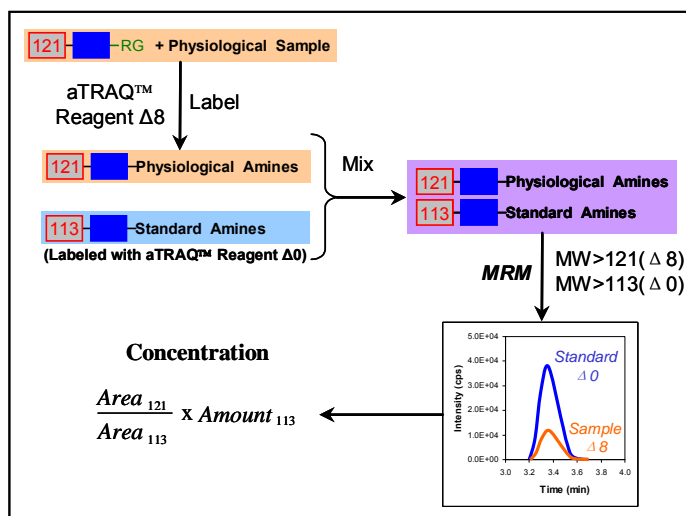 121 RG + Physiological Sample
aTRAQ™
Reagent Δ8
Label
121 Physiological Amines
113 Standard Amines
(Labeled with aTRAQ™ Reagent Δ0)
Mix
121 Physiological Amines
113 Standard Amines
MRM
MW>121(Δ8)
MW>113(Δ0)
Concentration
Area 121
Area 113
x Amount 113
Intensity (cps)
5.0E+04
4.0E+04
3.0E+04
2.0E+04
1.0E+04
0.0E+00
Standard
Δ0
Sample
Δ8
3.0 3.2 3.4 3.6 3.8 4.0
Time (min)